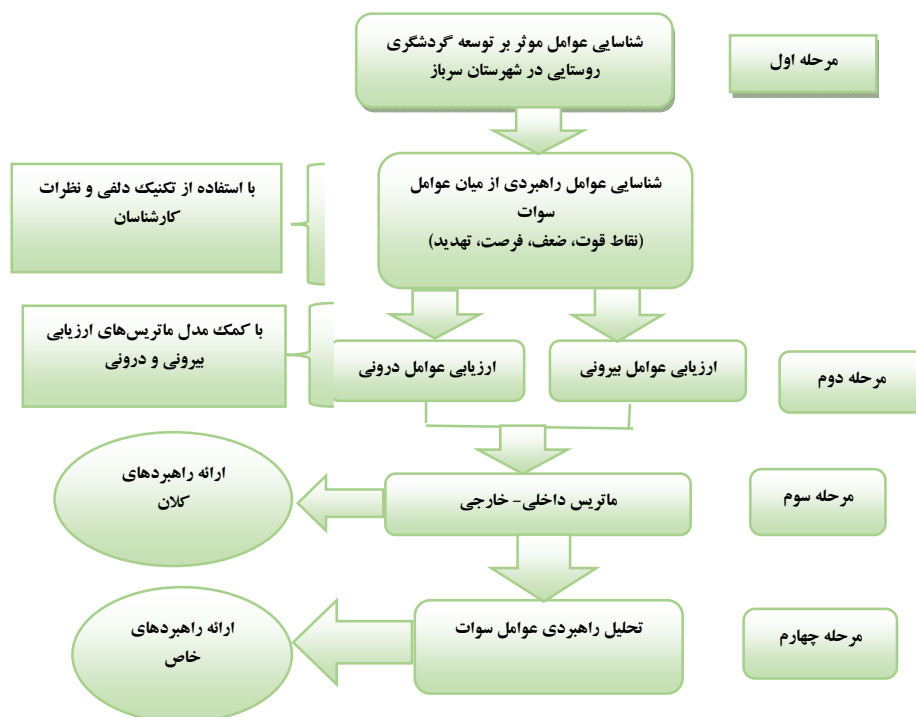 شناسایی عوامل موثر بر توسعه گردشگری
روستایی در شهرستان سرباز
مرحله اول
شناسایی عوامل راهبردی از میان عوامل
سوات
(نقاط قوت، ضعف، فرصت، تهدید)
با استفاده از تکنیک دلفی و نظرات
کارشناسان
با کمک مدل ماتریس‌های ارزیابی
بیرونی و درونی
ارزیابی عوامل بیرونی
ارزیابی عوامل درونی
مرحله دوم
مرحله سوم
ماتریس داخلی- خارجی
ارائه راهبردهای
کلان
مرحله چهارم
تحلیل راهبردی عوامل سوات
ارائه راهبردهای
خاص